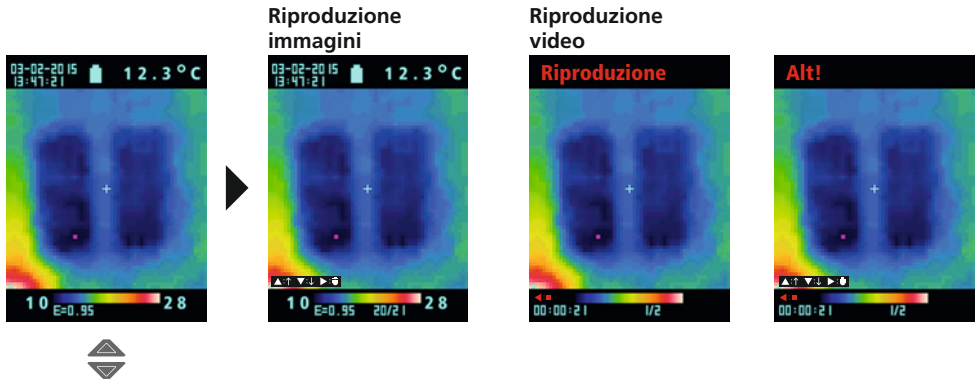 Riproduzione
immagini
Riproduzione
video
03-02-2015
13:47:21
12.3°C
10
28
E=0.95
03-02-2015
13:47:21
12.3°C
▲:↑ ▼:↓ ▶:
10
28
E=0.95
20/21
Riproduzione
00:00:21
1/2
Alt!
▲:↑ ▼:↓ ▶:
00:00:21
1/2